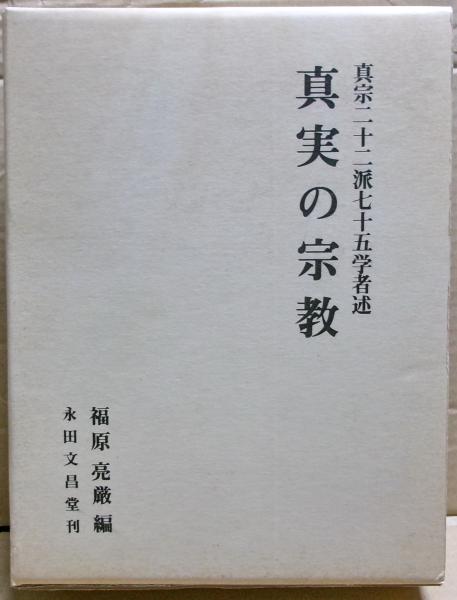 真宗二十二派七十五学者述
真実の宗教
福原亮厳編
永田文昌堂刊